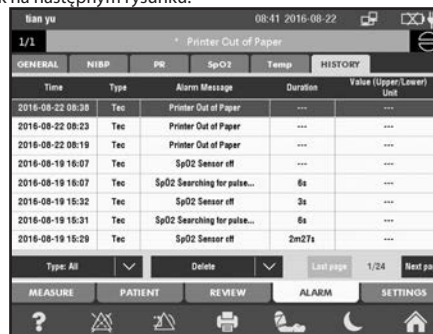 na następnym rysunku.
tian yu 08:41 2016-08-22
1/1 * Printer Out of Paper
GENERAL NIBP PR SpO2 Temp HISTORY
Time Type Alarm Message Duration Value (Upper/Lower) Unit
2016-08-22 08:38 Tec Printer Out of Paper --- ---
2016-08-22 08:23 Tec Printer Out of Paper --- ---
2016-08-22 08:19 Tec Printer Out of Paper --- ---
2016-08-19 16:07 Tec SpO2 Sensor off --- ---
2016-08-19 16:07 Tec SpO2 Searching for pulse... 6s ---
2016-08-19 15:32 Tec SpO2 Sensor off 3s ---
2016-08-19 15:31 Tec SpO2 Searching for pulse... 6s ---
2016-08-19 15:29 Tec SpO2 Sensor off 2m27s ---
Type: All Delete Last page 1/24 Next
MEASURE PATIENT REVIEW ALARM SETTINGS